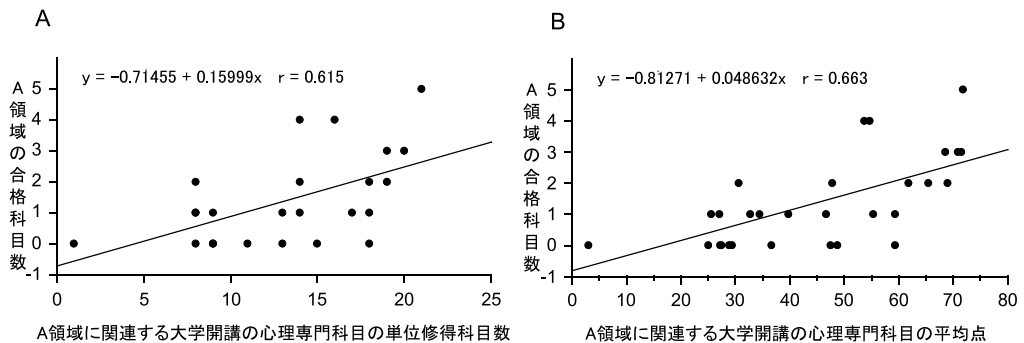 A
y = −0.71455 + 0.15999x r = 0.615
A領域の合格科目数
5
4
3
2
1
0
-1
0 5 10 15 20 25
A領域に関連する大学開講の心理専門科目の単位修得科目数
B
y = −0.81271 + 0.048632x r = 0.663
A領域の合格科目数
5
4
3
2
1
0
-1
0 10 20 30 40 50 60 70 80
A領域に関連する大学開講の心理専門科目の平均点